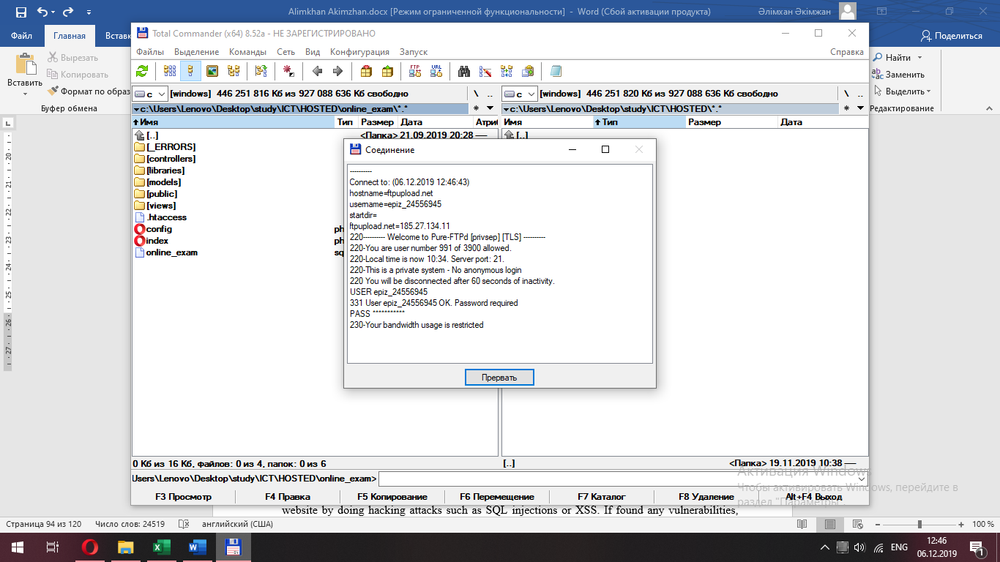 Alimkhan Akimzhan.docx [Режим ограниченной функциональности] - Word (Сбой активации продукта)
Әлімхан Әкімжан
Файл
Главная
Вставк
Поделиться
Вставить
Вырезать
Копировать
Формат по образ
Буфер обмена
Найти
Заменить
Выделить
Редактирование
Total Commander (x64) 8.52a - НЕ ЗАРЕГИСТРИРОВАНО
Файлы Выделение Команды Сеть Вид Конфигурация Запуск Справка
FTP URL
c [windows] 446 251 816 Кб из 927 088 636 Кб свободно \ ..
c [windows] 446 251 820 Кб из 927 088 636 Кб свободно \ ..
c:\Users\Lenovo\Desktop\study\ICT\HOSTED\online_exam\*.* *
c:\Users\Lenovo\Desktop\study\ICT\HOSTED\*.* *
Имя Тип Размер Дата Атриб
Имя Тип Размер Дата
[..] <Папка> 21.09.2019 20:28 ----
[..]
[_ERRORS]
[controllers]
[libraries]
[models]
[public]
[views]
.htaccess
config ph
index ph
online_exam sq
Соединение
----------
Connect to: (06.12.2019 12:46:43)
hostname=ftpupload.net
username=epiz_24556945
startdir=
ftpupload.net=185.27.134.11
220---------- Welcome to Pure-FTPd [privsep] [TLS] ----------
220-You are user number 991 of 3900 allowed.
220-Local time is now 10:34. Server port: 21.
220-This is a private system - No anonymous login
220 You will be disconnected after 60 seconds of inactivity.
USER epiz_24556945
331 User epiz_24556945 OK. Password required
PASS ***********
230-Your bandwidth usage is restricted
Прервать
0 Кб из 16 Кб, файлов: 0 из 4, папок: 0 из 6
[..] <Папка> 19.11.2019 10:38 ----
Users\Lenovo\Desktop\study\ICT\HOSTED\online_exam>
F3 Просмотр F4 Правка F5 Копирование F6 Перемещение F7 Каталог F8 Удаление Alt+F4 Выход
Активация Windows
Чтобы активировать Windows, перейдите в
раздел "Параметры".
website by doing hacking attacks such as SQL injections or XSS. If found any vulnerabilities,
20
21
22
23
24
25
26
27
Страница 94 из 120 Число слов: 24519 английский (США) 100 %
ENG
12:46
06.12.2019
1